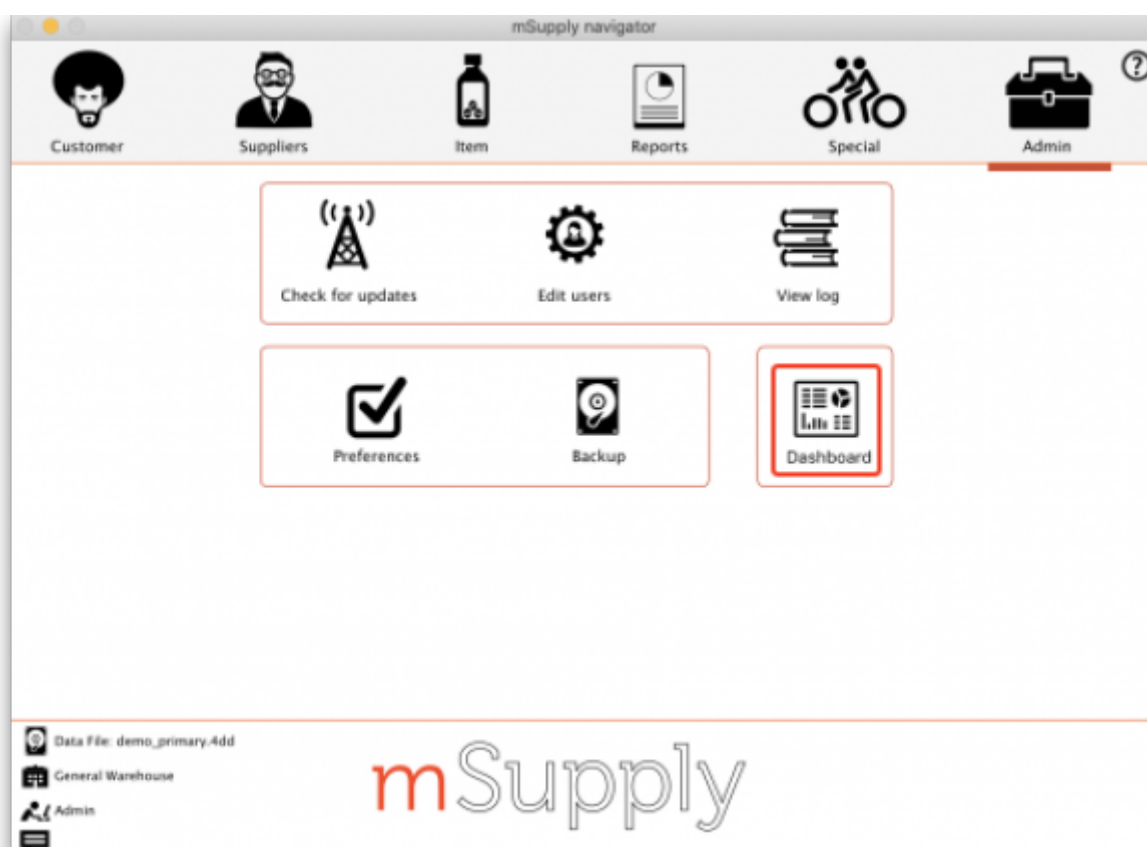 mSupply navigator
?
Customer Suppliers Item Reports Special Admin
Check for updates Edit users View log
Preferences Backup Dashboard
Data File: demo_primary.4dd
General Warehouse
Admin
mSupply